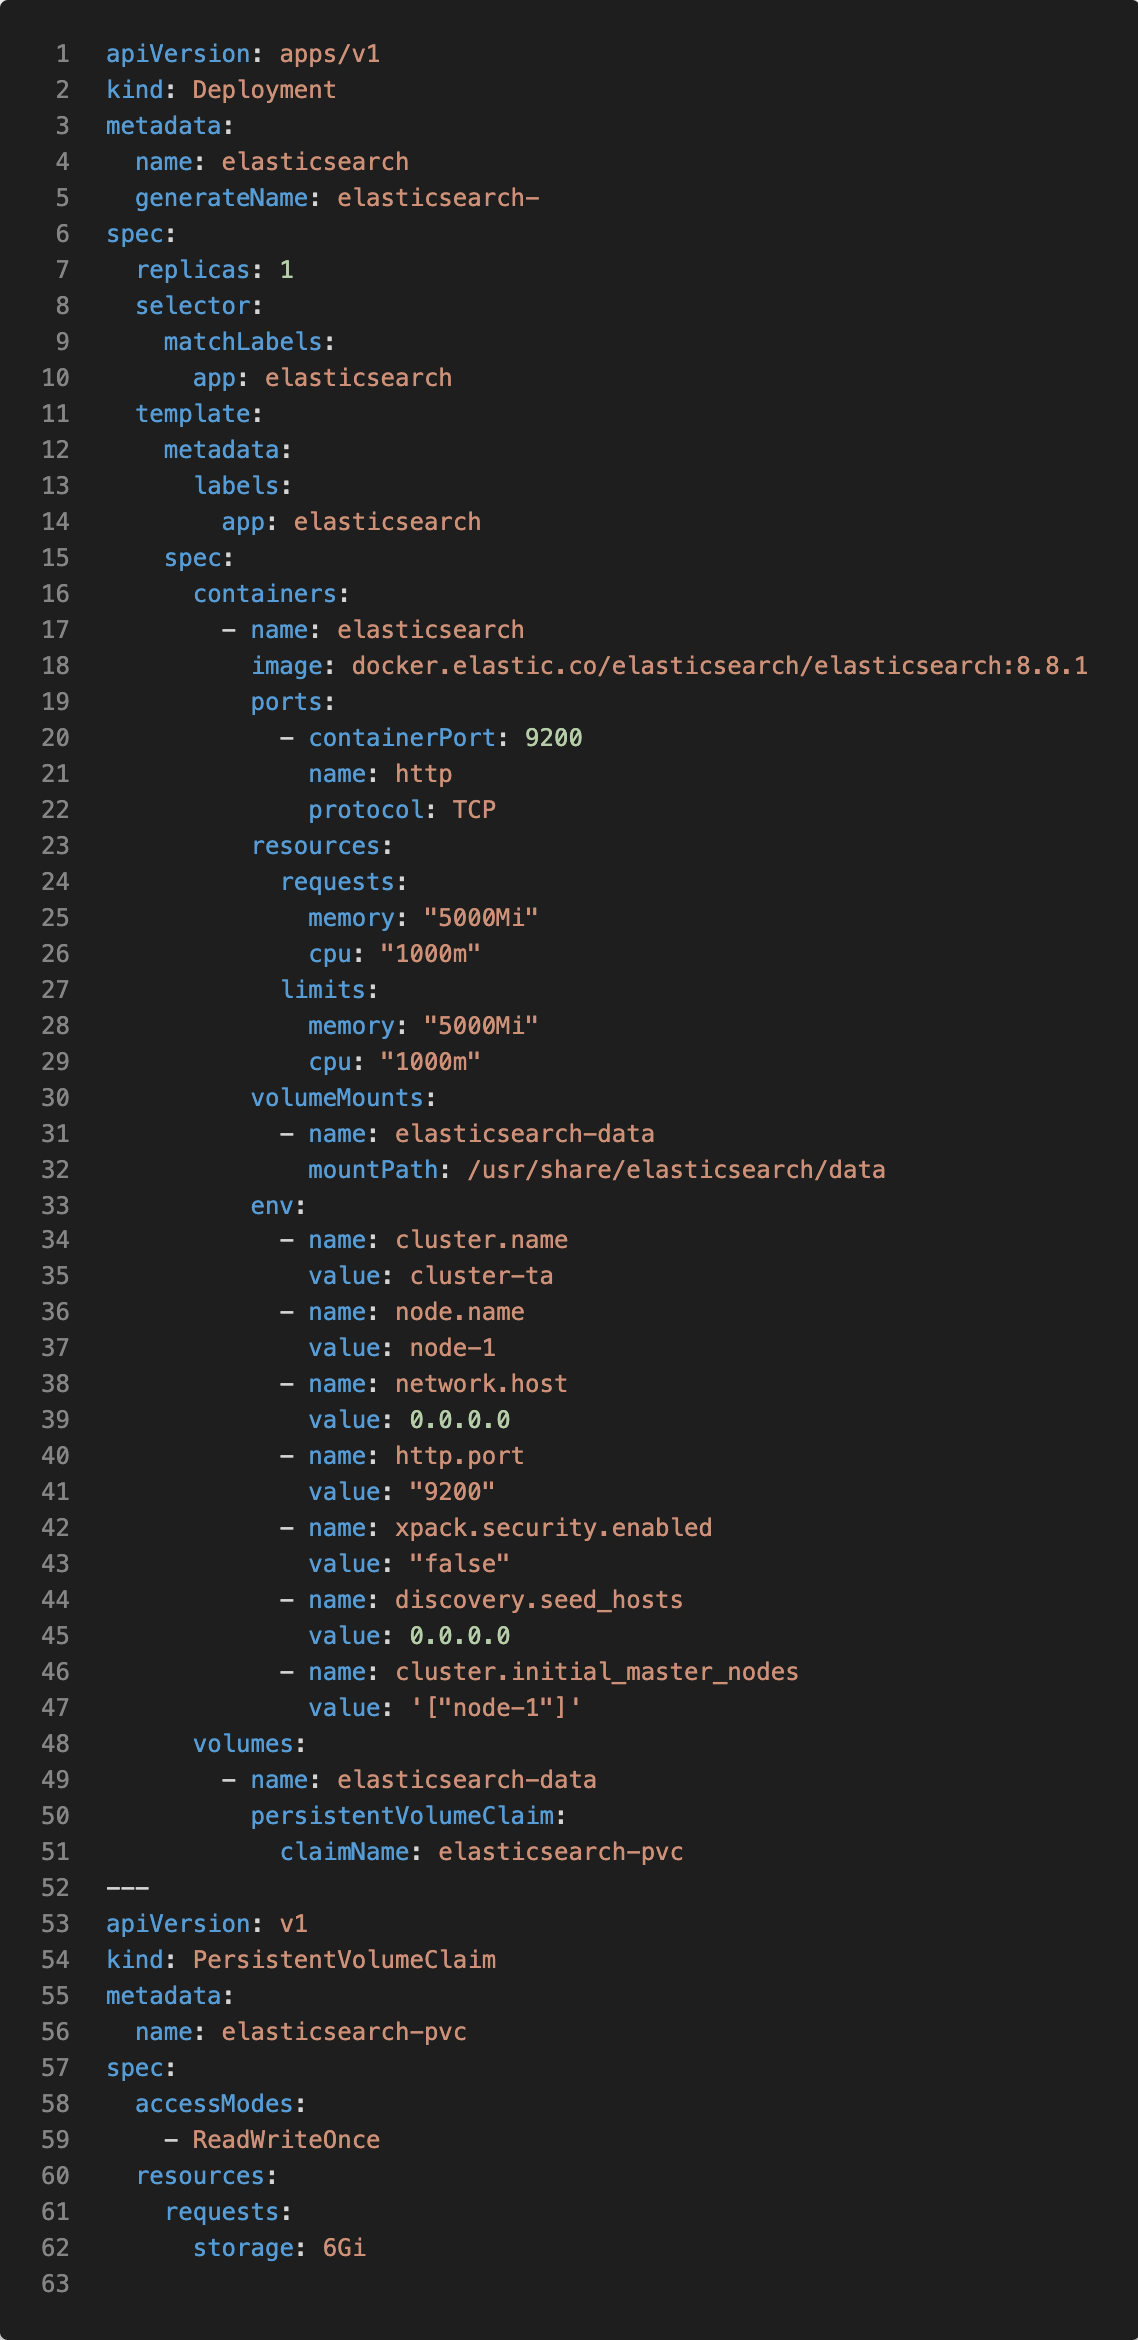 1 apiVersion: apps/v1
2 kind: Deployment
3 metadata:
4   name: elasticsearch
5   generateName: elasticsearch-
6 spec:
7   replicas: 1
8   selector:
9     matchLabels:
10       app: elasticsearch
11   template:
12     metadata:
13       labels:
14         app: elasticsearch
15     spec:
16       containers:
17         - name: elasticsearch
18           image: docker.elastic.co/elasticsearch/elasticsearch:8.8.1
19           ports:
20             - containerPort: 9200
21               name: http
22               protocol: TCP
23           resources:
24             requests:
25               memory: "5000Mi"
26               cpu: "1000m"
27             limits:
28               memory: "5000Mi"
29               cpu: "1000m"
30           volumeMounts:
31             - name: elasticsearch-data
32               mountPath: /usr/share/elasticsearch/data
33           env:
34             - name: cluster.name
35               value: cluster-ta
36             - name: node.name
37               value: node-1
38             - name: network.host
39               value: 0.0.0.0
40             - name: http.port
41               value: "9200"
42             - name: xpack.security.enabled
43               value: "false"
44             - name: discovery.seed_hosts
45               value: 0.0.0.0
46             - name: cluster.initial_master_nodes
47               value: '["node-1"]'
48       volumes:
49         - name: elasticsearch-data
50           persistentVolumeClaim:
51             claimName: elasticsearch-pvc
52 ---
53 apiVersion: v1
54 kind: PersistentVolumeClaim
55 metadata:
56   name: elasticsearch-pvc
57 spec:
58   accessModes:
59     - ReadWriteOnce
60   resources:
61     requests:
62       storage: 6Gi
63